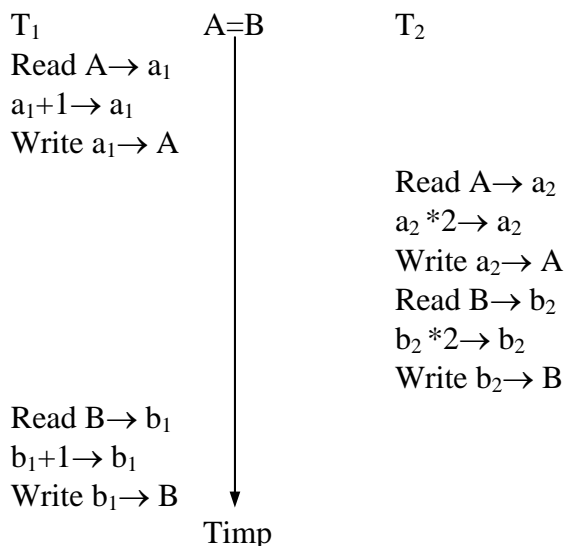 T₁ A=B T₂
Read A→ a₁
a₁+1→ a₁
Write a₁→ A
Read A→ a₂
a₂ *2→ a₂
Write a₂→ A
Read B→ b₂
b₂ *2→ b₂
Write b₂→ B
Read B→ b₁
b₁+1→ b₁
Write b₁→ B
Timp